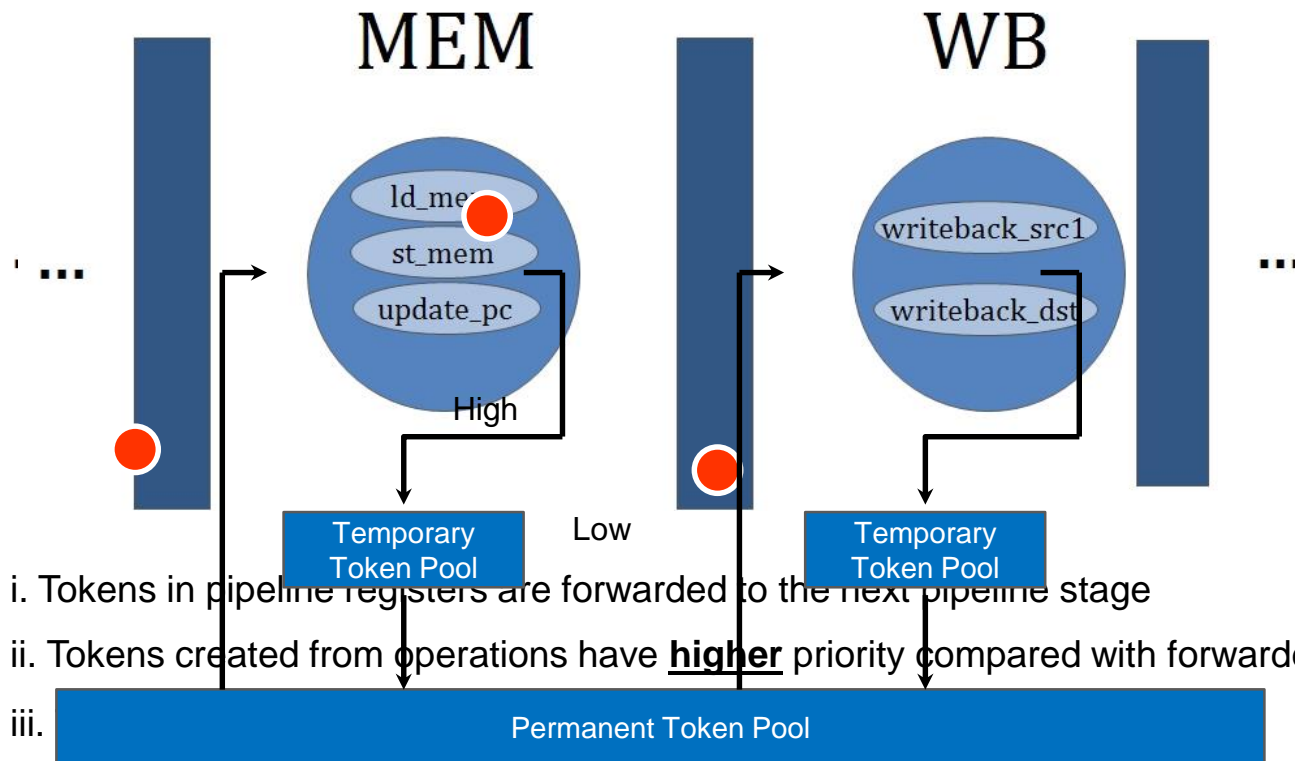 MEM
WB
ld_mem
st_mem
update_pc
writeback_src1
writeback_dst
...
...
High
Low
Temporary
Token Pool
Temporary
Token Pool
i. Tokens in pipeline registers are forwarded to the next pipeline stage
ii. Tokens created from operations have higher priority compared with forwarde
iii.
Permanent Token Pool